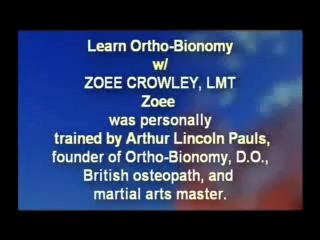 Learn Ortho-Bionomy
w/
ZOEE CROWLEY, LMT
Zoee
was personally
trained by Arthur Lincoln Pauls,
founder of Ortho-Bionomy, D.O.,
British osteopath, and
martial arts master.